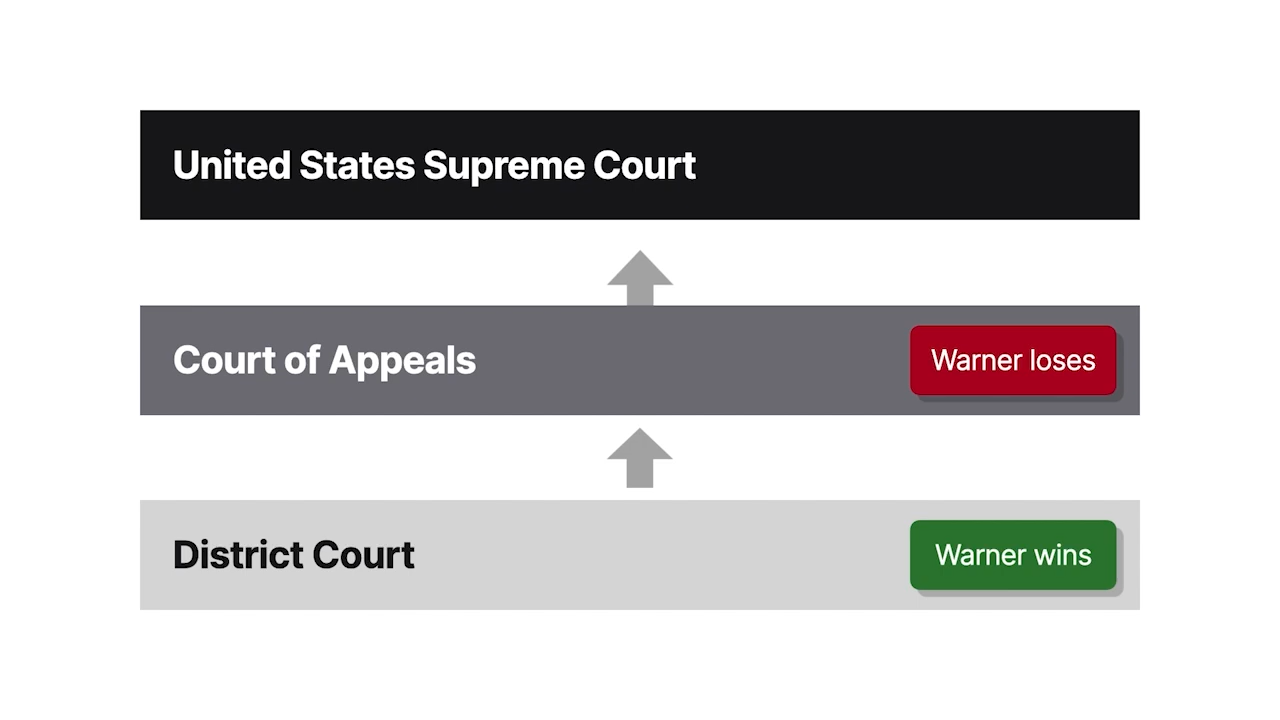 United States Supreme Court
Court of Appeals
Warner loses
District Court
Warner wins